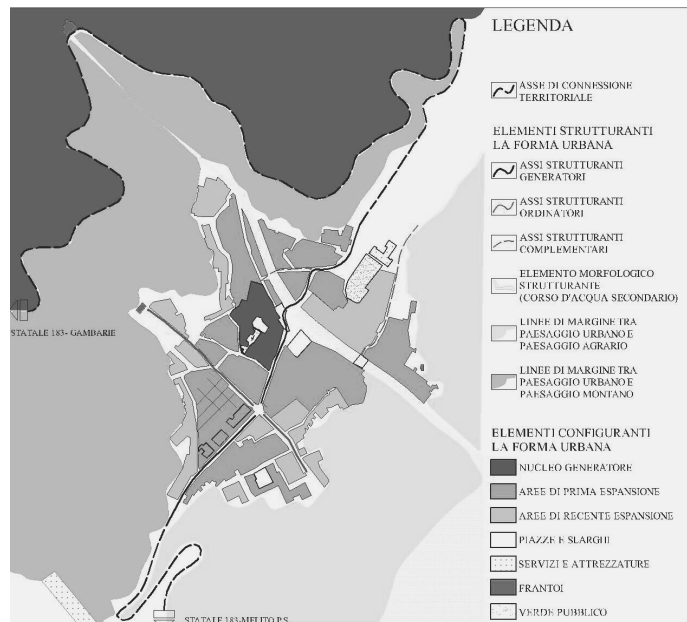 LEGENDA
ASSE DI CONNESSIONE
TERRITORIALE
ELEMENTI STRUTTURANTI
LA FORMA URBANA
ASSI STRUTTURANTI
GENERATORI
ASSI STRUTTURANTI
ORDINATORI
ASSI STRUTTURANTI
COMPLEMENTARI
ELEMENTO MORFOLOGICO
STRUTTURANTE
(CORSO D'ACQUA SECONDARIO)
LINEE DI MARGINE TRA
PAESAGGIO URBANO E
PAESAGGIO AGRARIO
LINEE DI MARGINE TRA
PAESAGGIO URBANO E
PAESAGGIO MONTANO
ELEMENTI CONFIGURANTI
LA FORMA URBANA
NUCLEO GENERATORE
AREE DI PRIMA ESPANSIONE
AREE DI RECENTE ESPANSIONE
PIAZZE E SLARGHI
SERVIZI E ATTREZZATURE
FRANTOI
VERDE PUBBLICO
STATALE 183- GAMBARIE
STATALE 183-MELITO P.S.